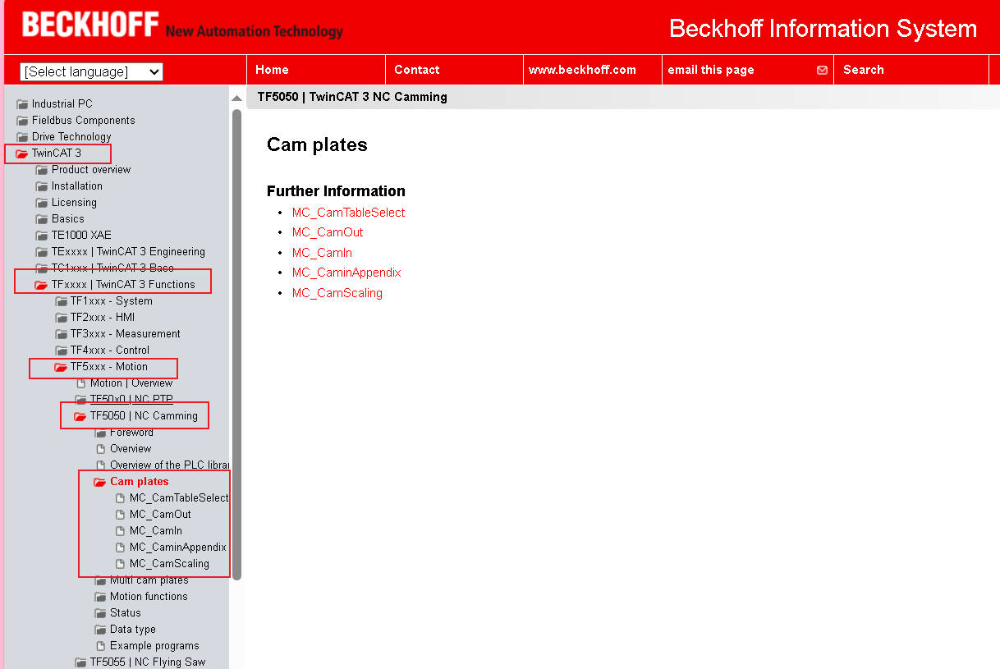 BECKHOFF New Automation Technology
Beckhoff Information System
[Select language]
Home
Contact
www.beckhoff.com
email this page
Search
Industrial PC
Fieldbus Components
Drive Technology
TwinCAT 3
Product overview
Installation
Licensing
Basics
TE1000 XAE
TExxxx | TwinCAT 3 Engineering
TC1xxx | TwinCAT 3 Base
TFxxxx | TwinCAT 3 Functions
TF1xxx - System
TF2xxx - HMI
TF3xxx - Measurement
TF4xxx - Control
TF5xxx - Motion
Motion | Overview
TF50x0 | NC PTP
TF5050 | NC Camming
Foreword
Overview
Overview of the PLC librar
Cam plates
MC_CamTableSelect
MC_CamOut
MC_CamIn
MC_CaminAppendix
MC_CamScaling
Multi cam plates
Motion functions
Status
Data type
Example programs
TF5055 | NC Flying Saw
TF5050 | TwinCAT 3 NC Camming
Cam plates
Further Information
• MC_CamTableSelect
• MC_CamOut
• MC_CamIn
• MC_CaminAppendix
• MC_CamScaling